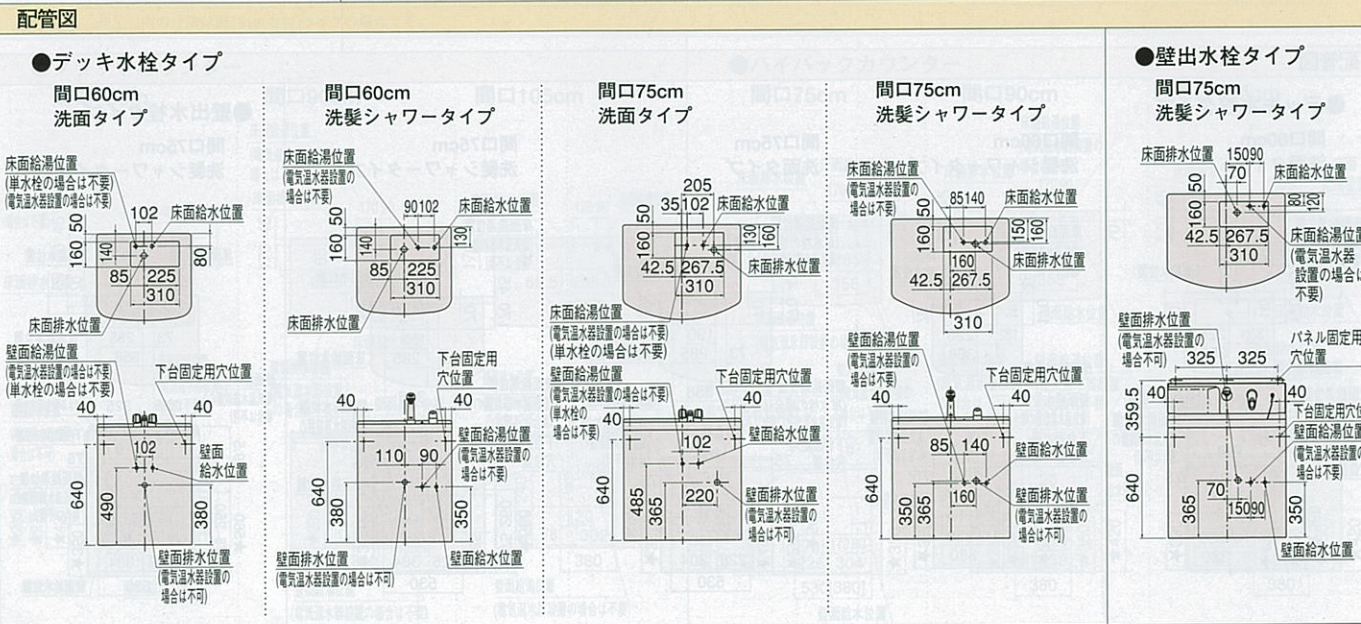 配管図
●デッキ水栓タイプ
間口60cm
洗面タイプ
床面給湯位置
(単水栓の場合は不要)
(電気温水器設置の場合は不要)
50
160
140
102
床面給水位置
80
85
225
310
床面排水位置
壁面給湯位置
(電気温水器設置の場合は不要)
(単水栓の場合は不要)
下台固定用穴位置
40
40
102
壁面
給水位置
640
490
380
壁面排水位置
(電気温水器設置の
場合は不可)
間口60cm
洗髪シャワータイプ
床面給湯位置
(電気温水器設置の
場合は不要)
50
160
140
90102
床面給水位置
130
85
225
310
床面排水位置
下台固定用
穴位置
40
40
壁面給湯位置
(電気温水器設置の
場合は不要)
110
90
640
380
350
壁面排水位置
(電気温水器設置の場合は不可)
壁面給水位置
間口75cm
洗面タイプ
205
35102
50
160
床面給水位置
130
160
床面排水位置
42.5
267.5
310
床面給湯位置
(電気温水器設置の場合は不要)
(単水栓の場合は不要)
壁面給湯位置
(電気温水器設置の場合は不要)
(単水栓の
場合は不要)
下台固定用穴位置
40
40
102
壁面給水位置
640
485
365
220
壁面排水位置
(電気温水器設置の
場合は不可)
間口75cm
洗髪シャワータイプ
床面給湯位置
(電気温水器設置の
場合は不要)
50
160
85140
床面給水位置
150
160
床面排水位置
160
42.5
267.5
310
壁面給湯位置
(電気温水器設置の
場合は不要)
下台固定用穴位置
40
40
85
140
壁面給水位置
640
350
365
160
壁面排水位置
(電気温水器設置の
場合は不可)
●壁出水栓タイプ
間口75cm
洗髪シャワータイプ
床面排水位置
15090
70
床面給水位置
50
160
80
120
42.5
267.5
310
床面給湯位置
(電気温水器
設置の場合は
不要)
壁面排水位置
(電気温水器設置の
場合不可)
325
325
パネル固定用
穴位置
40
40
359.5
下台固定用穴位
壁面給湯位置
(電気温水器設置の
場合は不要)
640
365
70
15090
350
壁面給水位置